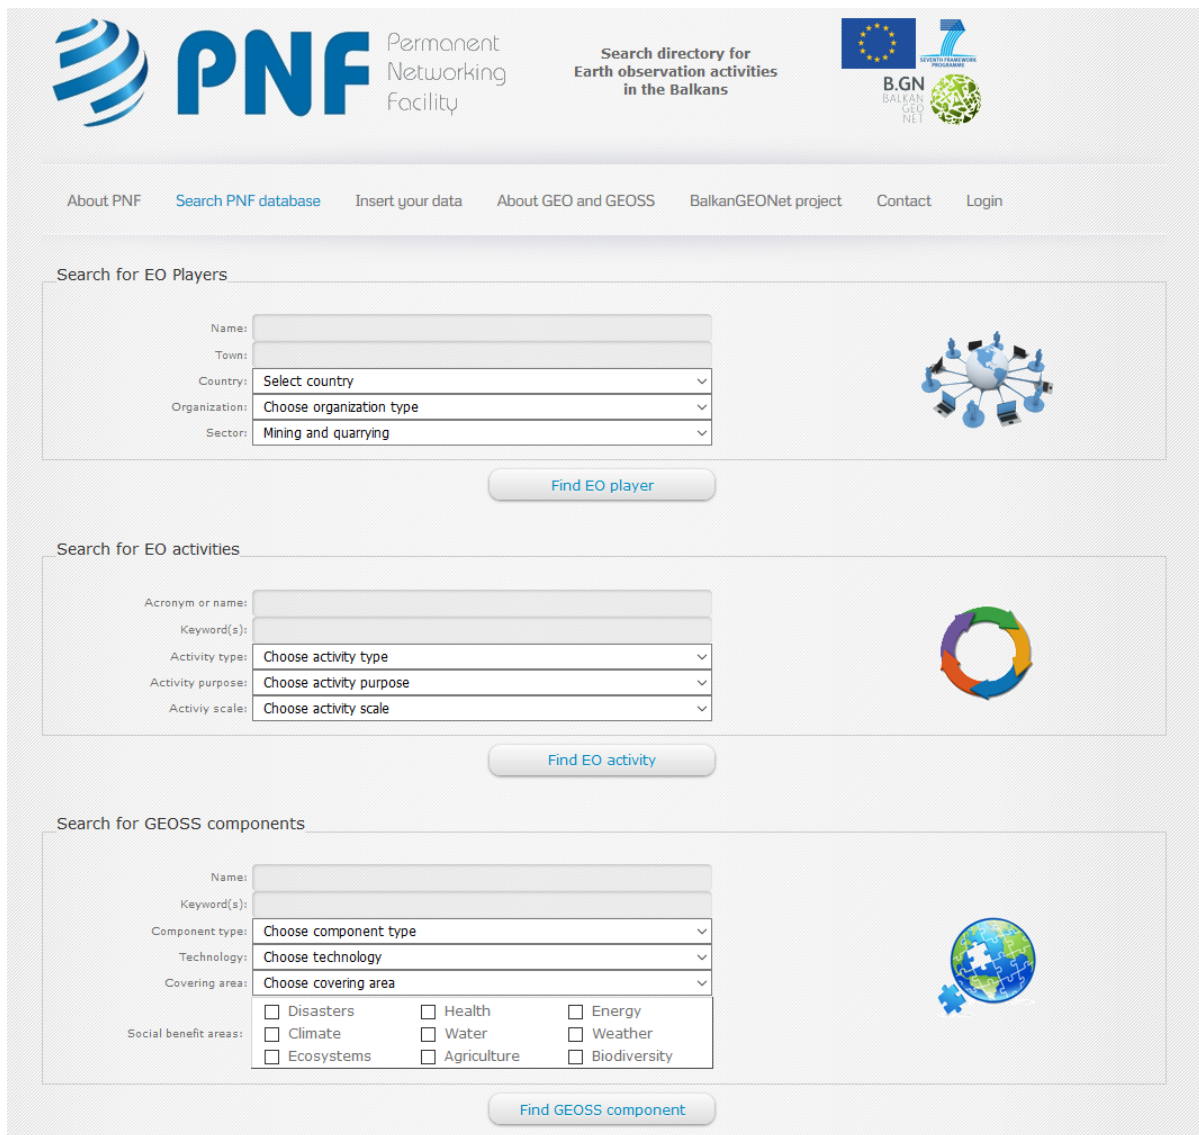 PNF
Permanent
Networking
Facility
Search directory for
Earth observation activities
in the Balkans
SEVENTH FRAMEWORK
PROGRAMME
B.GN
BALKAN
GEO
NET
About PNF Search PNF database Insert your data About GEO and GEOSS BalkanGEONet project Contact Login
Search for EO Players
Name:
Town:
Country: Select country
Organization: Choose organization type
Sector: Mining and quarrying
Find EO player
Search for EO activities
Acronym or name:
Keyword(s):
Activity type: Choose activity type
Activity purpose: Choose activity purpose
Activiy scale: Choose activity scale
Find EO activity
Search for GEOSS components
Name:
Keyword(s):
Component type: Choose component type
Technology: Choose technology
Covering area: Choose covering area
Social benefit areas:
Disasters Health Energy
Climate Water Weather
Ecosystems Agriculture Biodiversity
Find GEOSS component